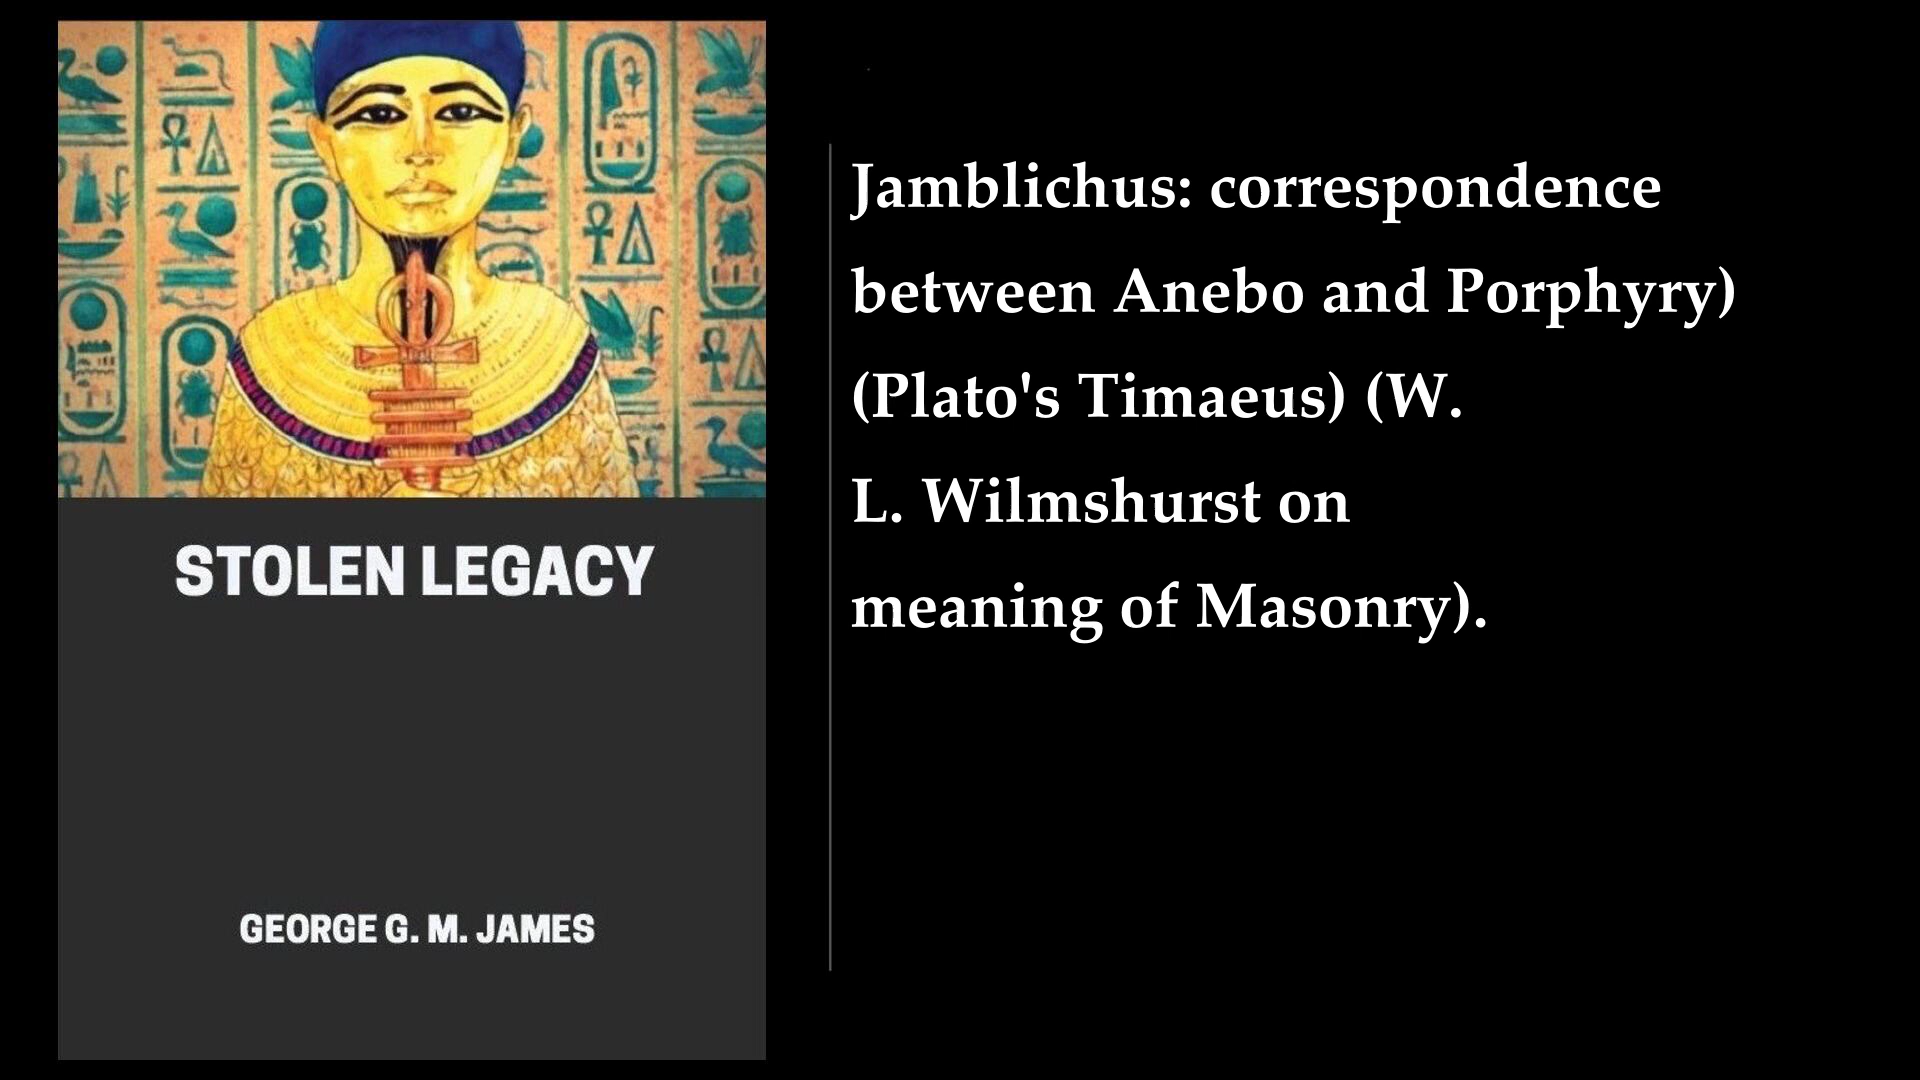 STOLEN LEGACY
GEORGE G. M. JAMES
Jamblichus: correspondence
between Anebo and Porphyry)
(Plato's Timaeus) (W.
L. Wilmshurst on
meaning of Masonry).